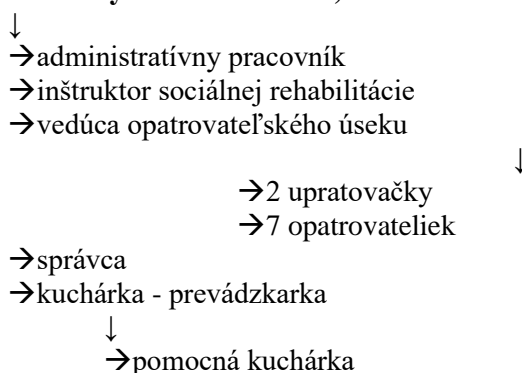 ↓
→administratívny pracovník
→inštruktor sociálnej rehabilitácie
→vedúca opatrovateľského úseku
↓
→2 upratovačky
→7 opatrovateliek
→správca
→kuchárka - prevádzkarka
↓
→pomocná kuchárka